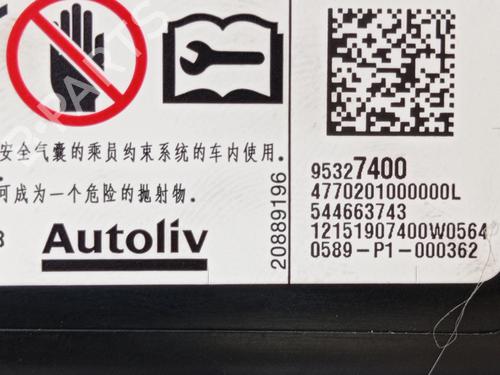 安全气囊的乘员约束系统的车内使用.
可成为一个危险的抛射物.
Autoliv
20889196
95327400
4770201000000L
544663743
12151907400W0564
0589-P1-000362